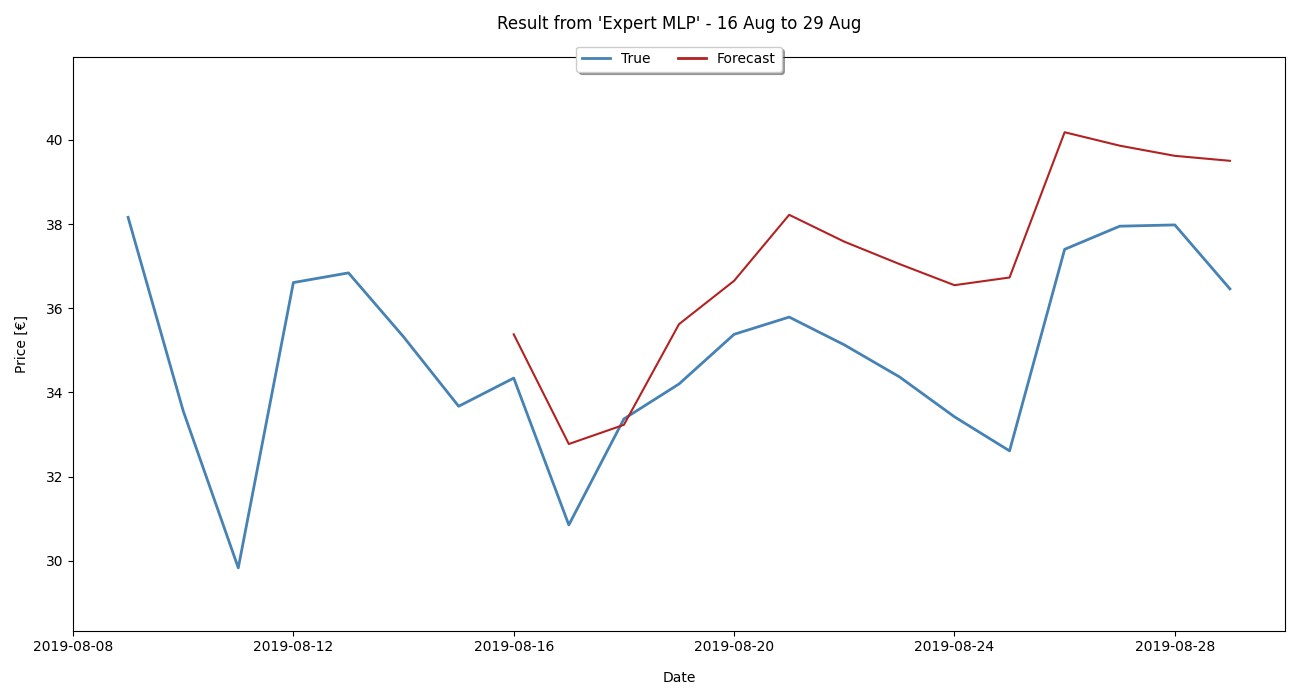 Result from 'Expert MLP' - 16 Aug to 29 Aug
True Forecast
Price [€]
40
38
36
34
32
30
2019-08-08 2019-08-12 2019-08-16 2019-08-20 2019-08-24 2019-08-28
Date